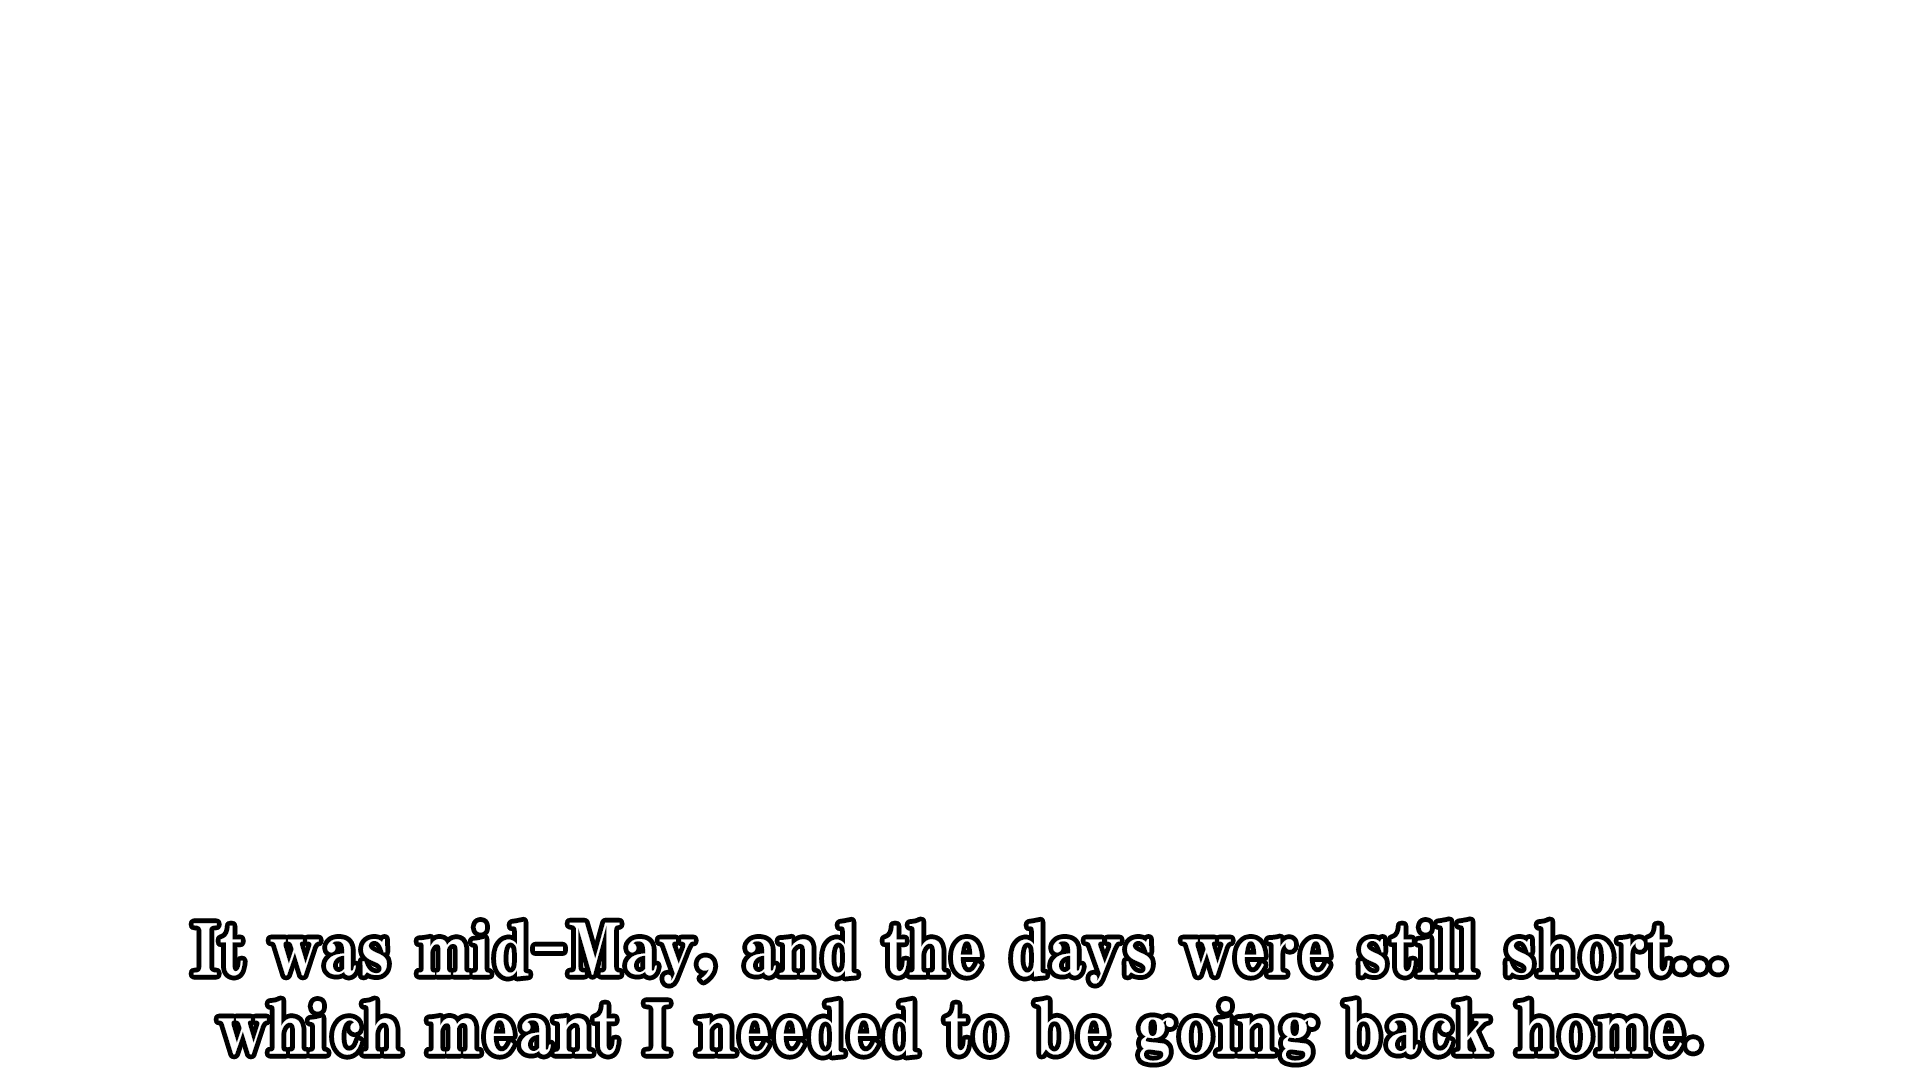 It was mid-May, and the days were still short...
which meant I needed to be going back home.